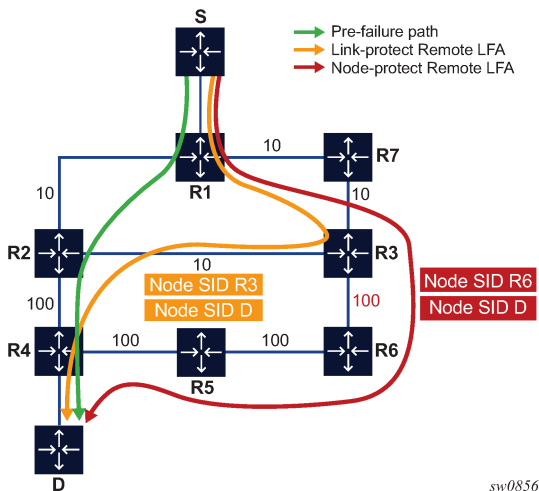 S
Pre-failure path
Link-protect Remote LFA
Node-protect Remote LFA
10
R7
R1
10
10
R2
R3
10
Node SID R3
Node SID D
Node SID R6
Node SID D
100
100
R4
100
100
R6
R5
D
sw0856